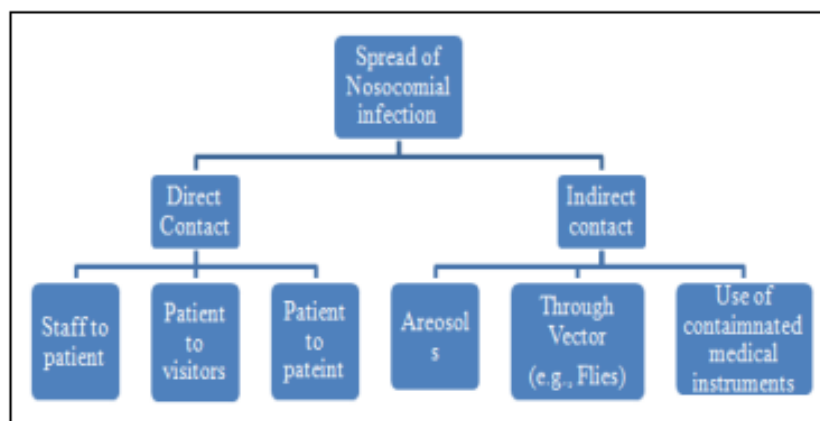 Spread of
Nosocomial
infection
Direct
Contact
Indirect
contact
Staff to
patient
Patient
to
visitors
Patient
to
pateint
Areosol
s
Through
Vector
(e.g., Flies)
Use of
contaimnated
medical
instruments